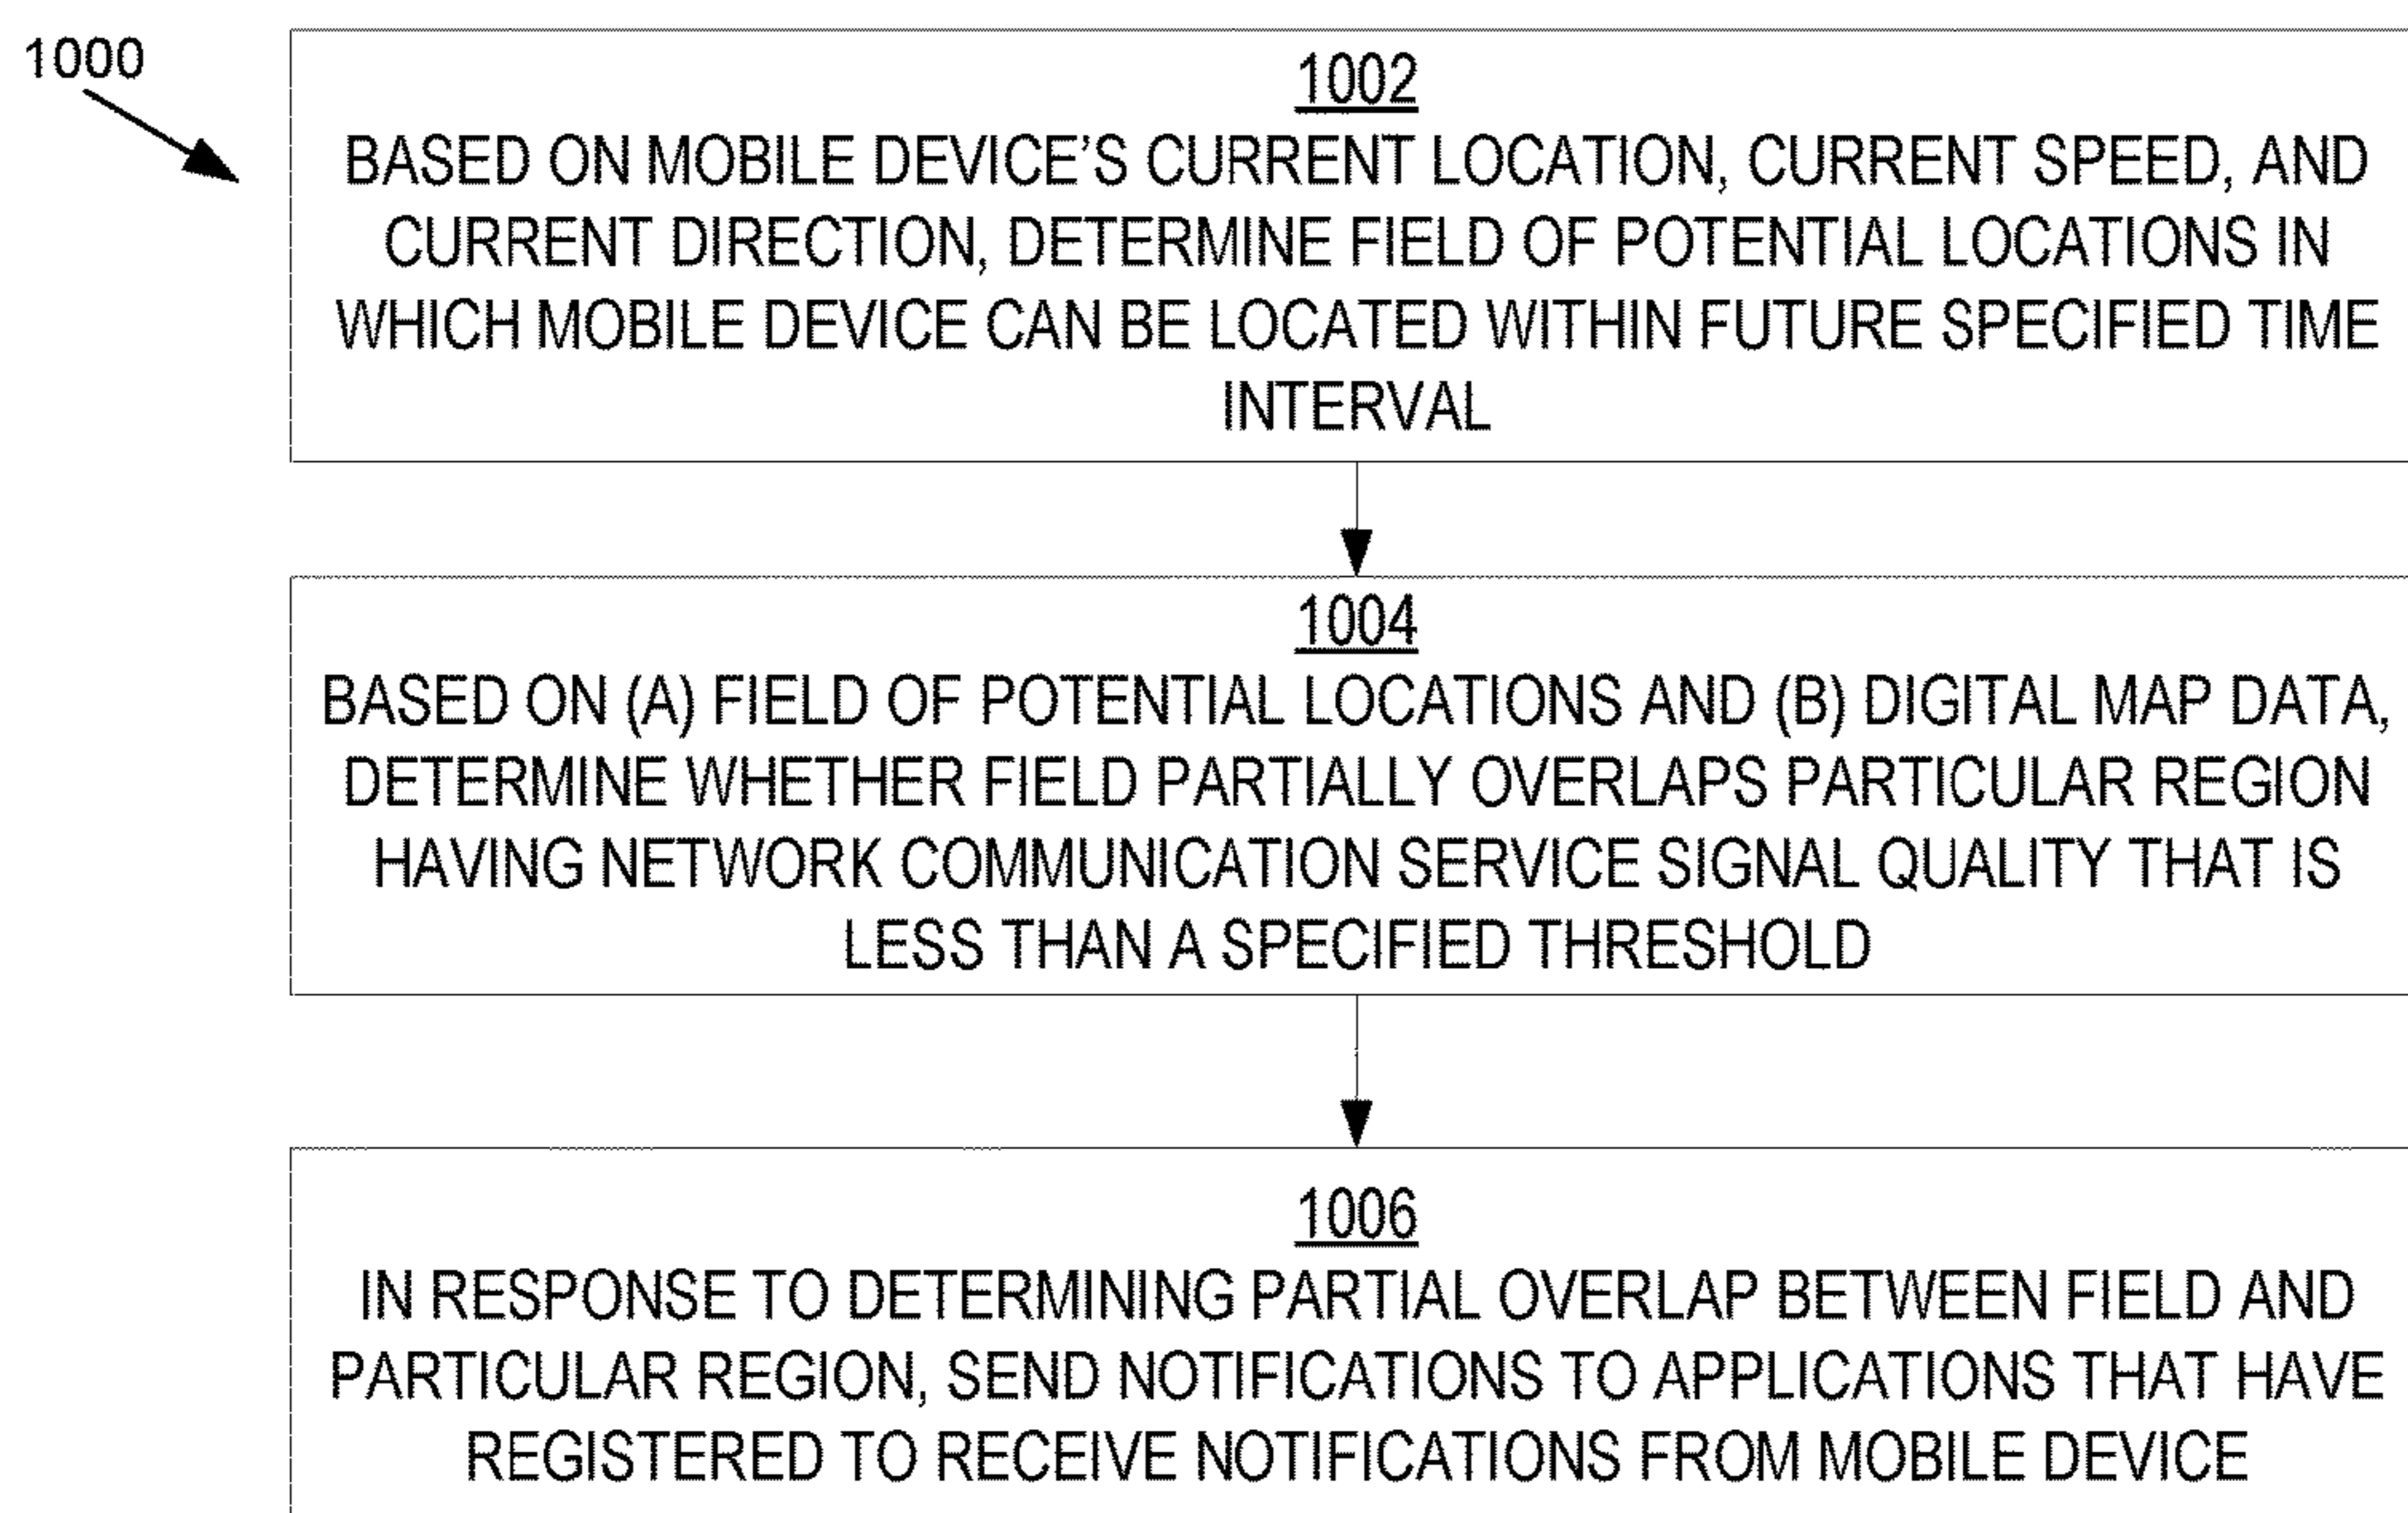 1000
1002
BASED ON MOBILE DEVICE'S CURRENT LOCATION, CURRENT SPEED, AND
CURRENT DIRECTION, DETERMINE FIELD OF POTENTIAL LOCATIONS IN
WHICH MOBILE DEVICE CAN BE LOCATED WITHIN FUTURE SPECIFIED TIME
INTERVAL
1004
BASED ON (A) FIELD OF POTENTIAL LOCATIONS AND (B) DIGITAL MAP DATA,
DETERMINE WHETHER FIELD PARTIALLY OVERLAPS PARTICULAR REGION
HAVING NETWORK COMMUNICATION SERVICE SIGNAL QUALITY THAT IS
LESS THAN A SPECIFIED THRESHOLD
1006
IN RESPONSE TO DETERMINING PARTIAL OVERLAP BETWEEN FIELD AND
PARTICULAR REGION, SEND NOTIFICATIONS TO APPLICATIONS THAT HAVE
REGISTERED TO RECEIVE NOTIFICATIONS FROM MOBILE DEVICE